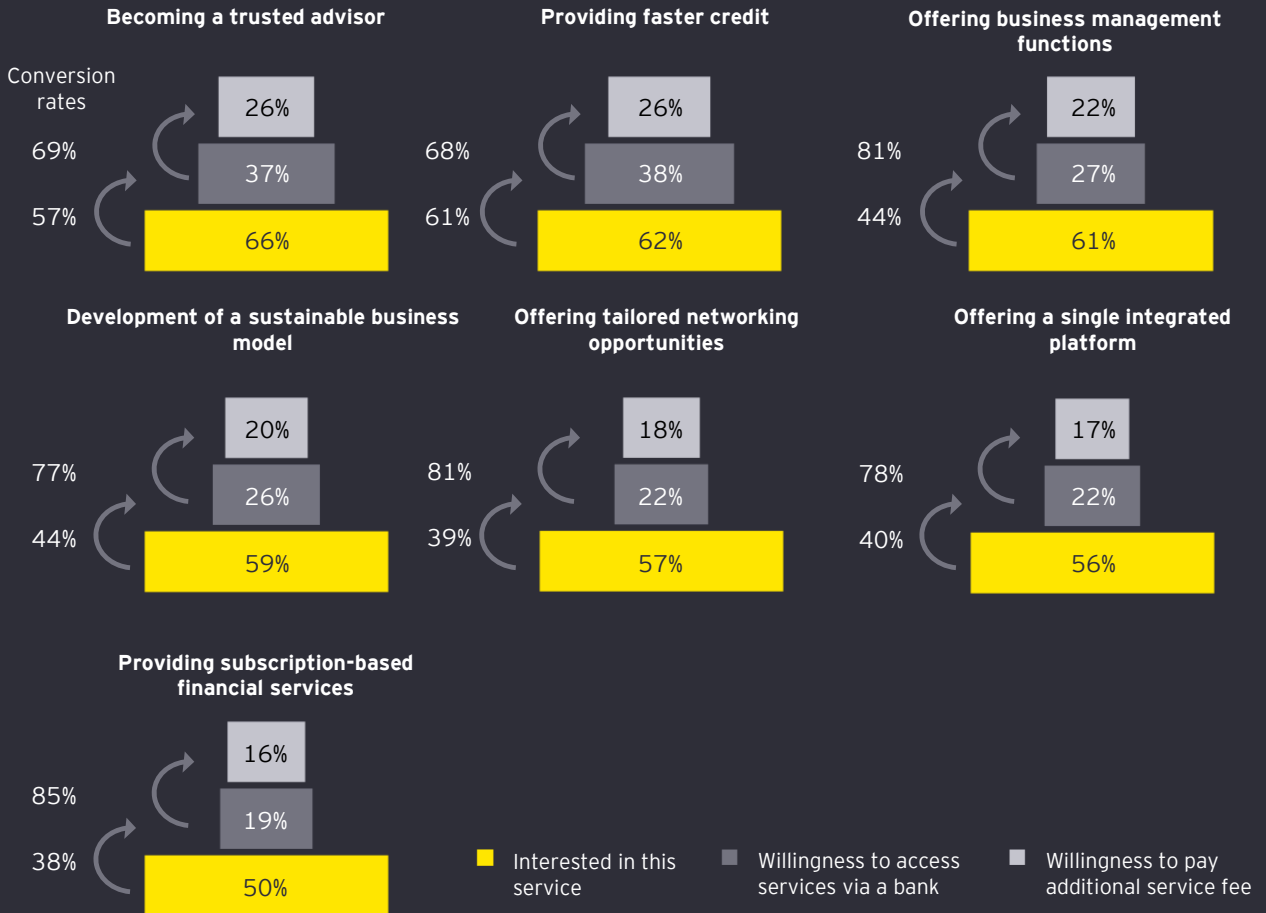 Becoming a trusted advisor
Conversion
rates
69%
57%
26%
37%
66%
Providing faster credit
68%
61%
26%
38%
62%
Offering business management
functions
81%
44%
22%
27%
61%
Development of a sustainable business
model
77%
44%
20%
26%
59%
Offering tailored networking
opportunities
81%
39%
18%
22%
57%
Offering a single integrated
platform
78%
40%
17%
22%
56%
Providing subscription-based
financial services
85%
38%
16%
19%
50%
Interested in this
service
Willingness to access
services via a bank
Willingness to pay
additional service fee